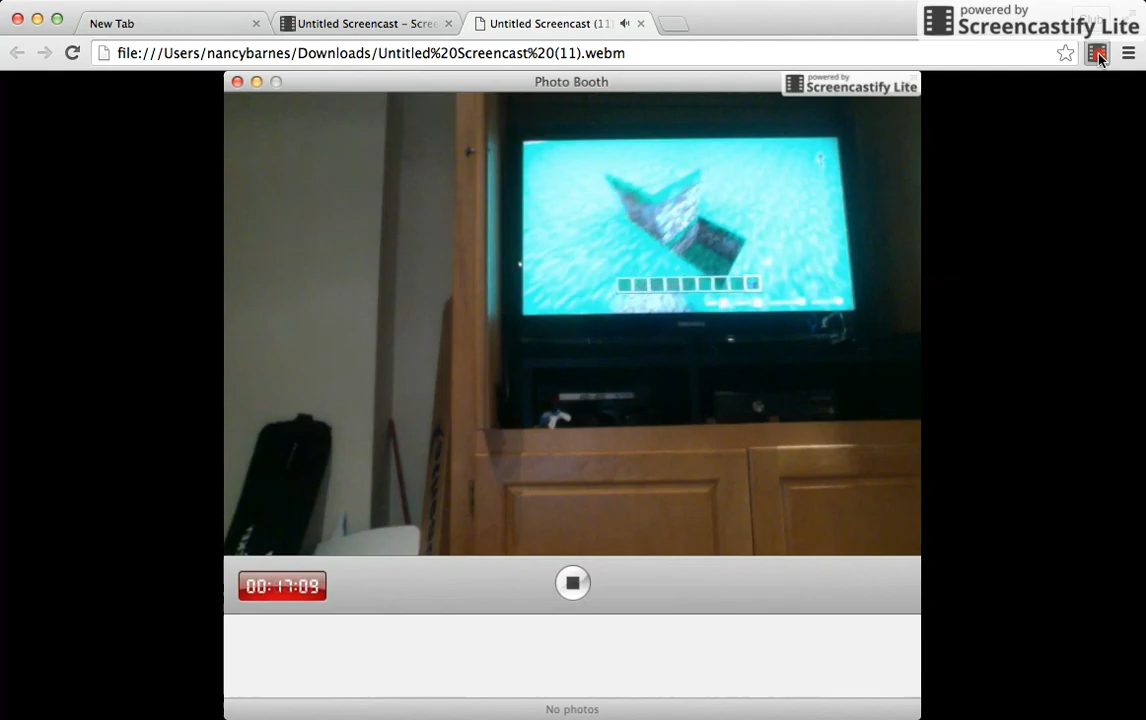 New Tab
Untitled Screencast – Scree
Untitled Screencast (11)
powered by
Screencastify Lite
file:///Users/nancybarnes/Downloads/Untitled%20Screencast%20(11).webm
Photo Booth
powered by
Screencastify Lite
00:17:09
No photos